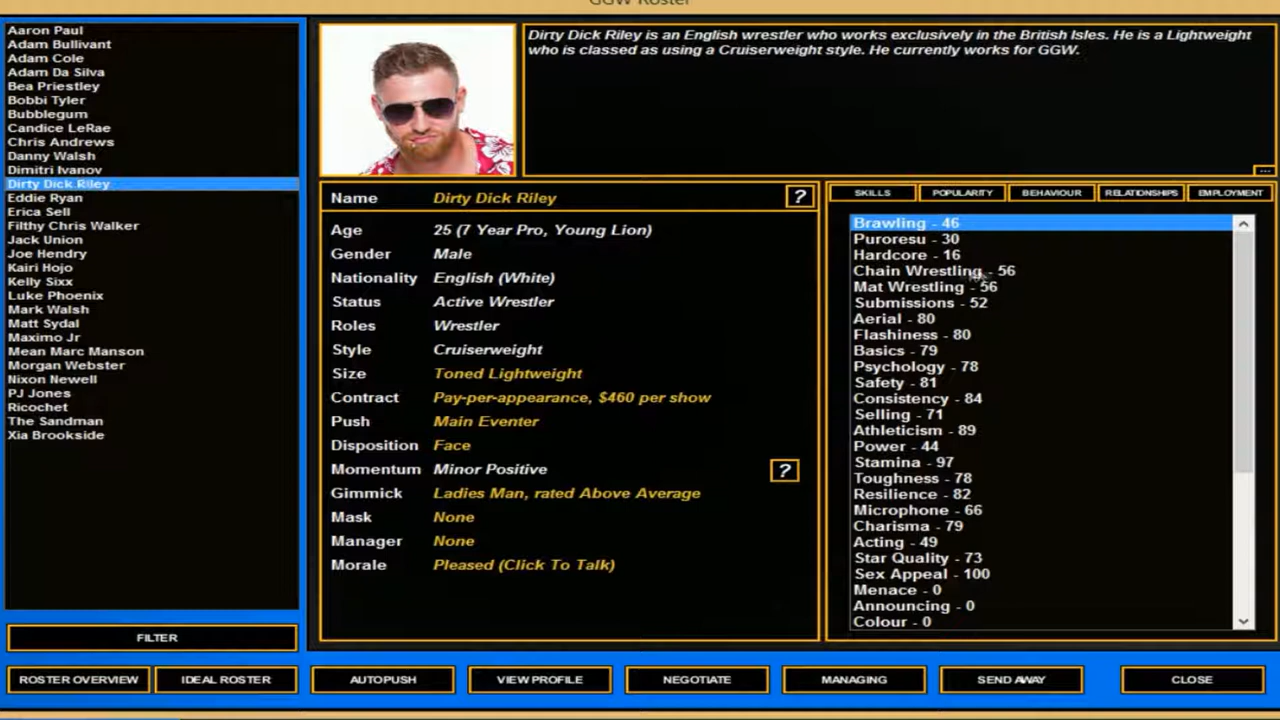 GGW Roster
Aaron Paul
Adam Bullivant
Adam Cole
Adam Da Silva
Bea Priestley
Bobbi Tyler
Bubblegum
Candice LeRae
Chris Andrews
Danny Walsh
Dimitri Ivanov
Dirty Dick Riley
Eddie Ryan
Erica Sell
Filthy Chris Walker
Jack Union
Joe Hendry
Kairi Hojo
Kelly Sixx
Luke Phoenix
Mark Walsh
Matt Sydal
Maximo Jr
Mean Marc Manson
Morgan Webster
Nixon Newell
PJ Jones
Ricochet
The Sandman
Xia Brookside
FILTER
Dirty Dick Riley is an English wrestler who works exclusively in the British Isles. He is a Lightweight
who is classed as using a Cruiserweight style. He currently works for GGW.
...
Name Dirty Dick Riley ?
Age 25 (7 Year Pro, Young Lion)
Gender Male
Nationality English (White)
Status Active Wrestler
Roles Wrestler
Style Cruiserweight
Size Toned Lightweight
Contract Pay-per-appearance, $460 per show
Push Main Eventer
Disposition Face
Momentum Minor Positive ?
Gimmick Ladies Man, rated Above Average
Mask None
Manager None
Morale Pleased (Click To Talk)
SKILLS POPULARITY BEHAVIOUR RELATIONSHIPS EMPLOYMENT
Brawling - 46
Puroresu - 30
Hardcore - 16
Chain Wrestling - 56
Mat Wrestling - 56
Submissions - 52
Aerial - 80
Flashiness - 80
Basics - 79
Psychology - 78
Safety - 81
Consistency - 84
Selling - 71
Athleticism - 89
Power - 44
Stamina - 97
Toughness - 78
Resilience - 82
Microphone - 66
Charisma - 79
Acting - 49
Star Quality - 73
Sex Appeal - 100
Menace - 0
Announcing - 0
Colour - 0
ROSTER OVERVIEW IDEAL ROSTER AUTOPUSH VIEW PROFILE NEGOTIATE MANAGING SEND AWAY CLOSE